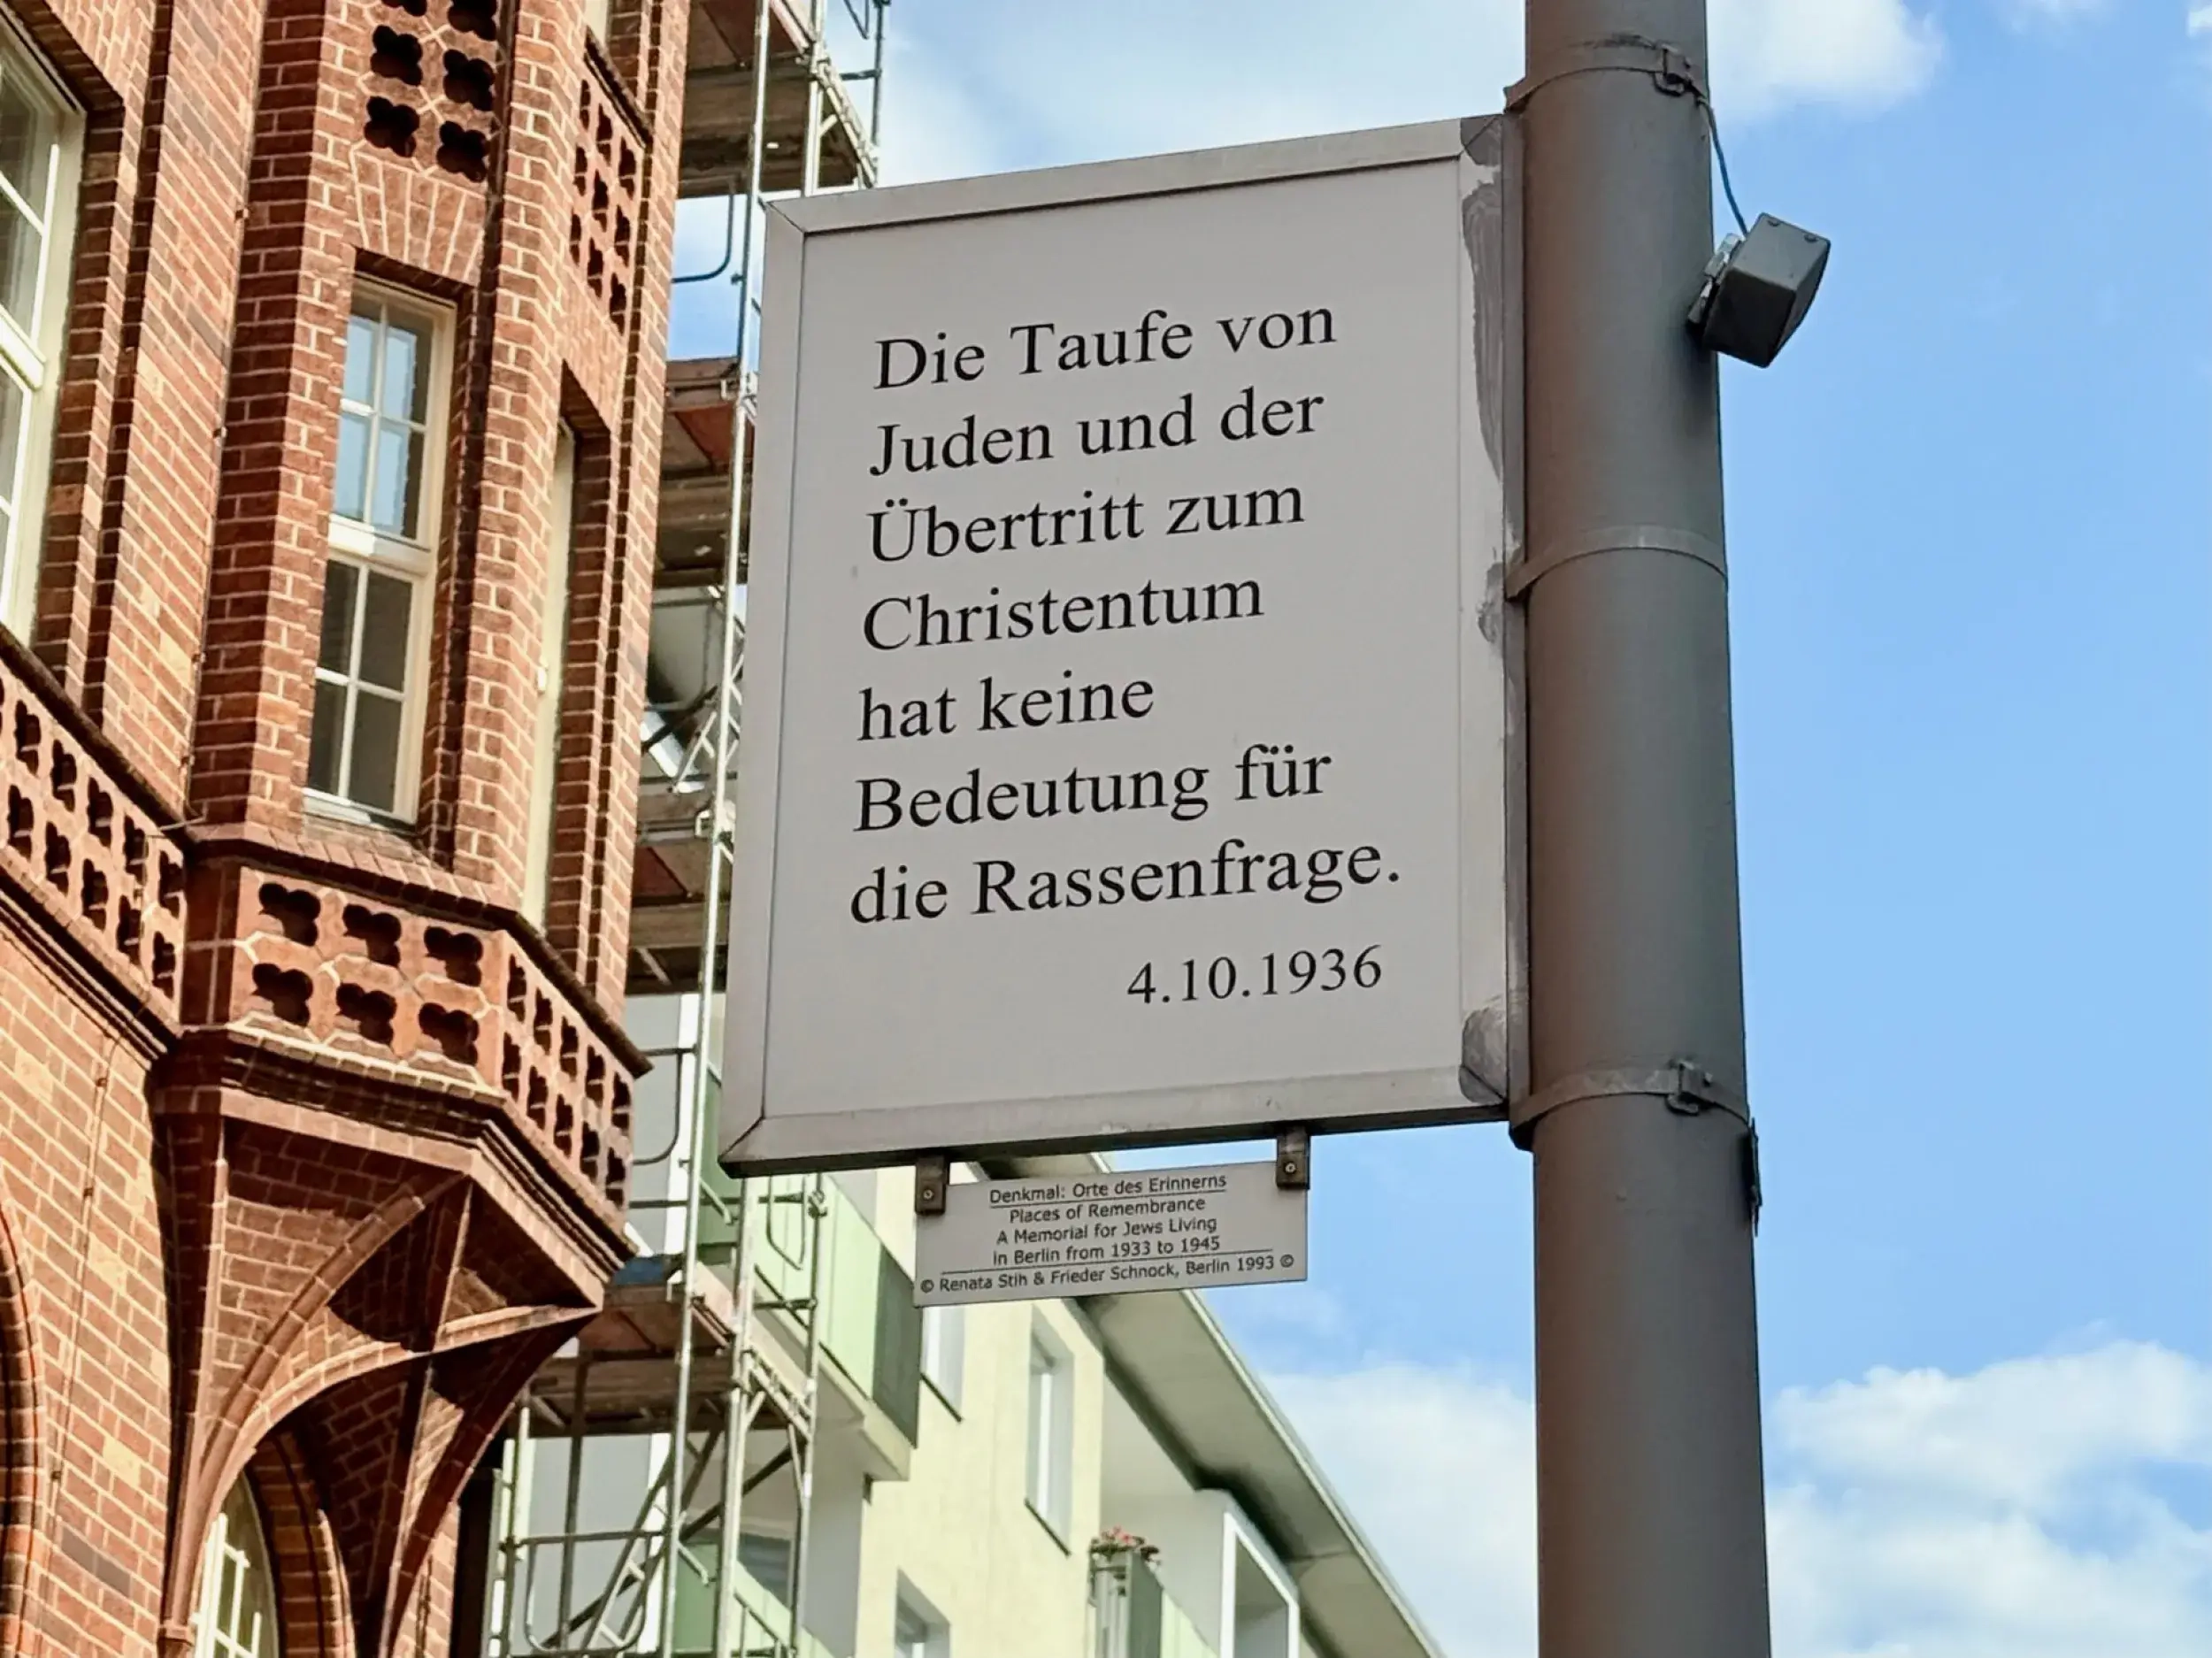 Die Taufe von
Juden und der
Übertritt zum
Christentum
hat keine
Bedeutung für
die Rassenfrage.
4.10.1936
Denkmal: Orte des Erinnerns
Places of Remembrance
A Memorial for Jews Living
in Berlin from 1933 to 1945
© Renata Stih & Frieder Schnock, Berlin 1993 ©